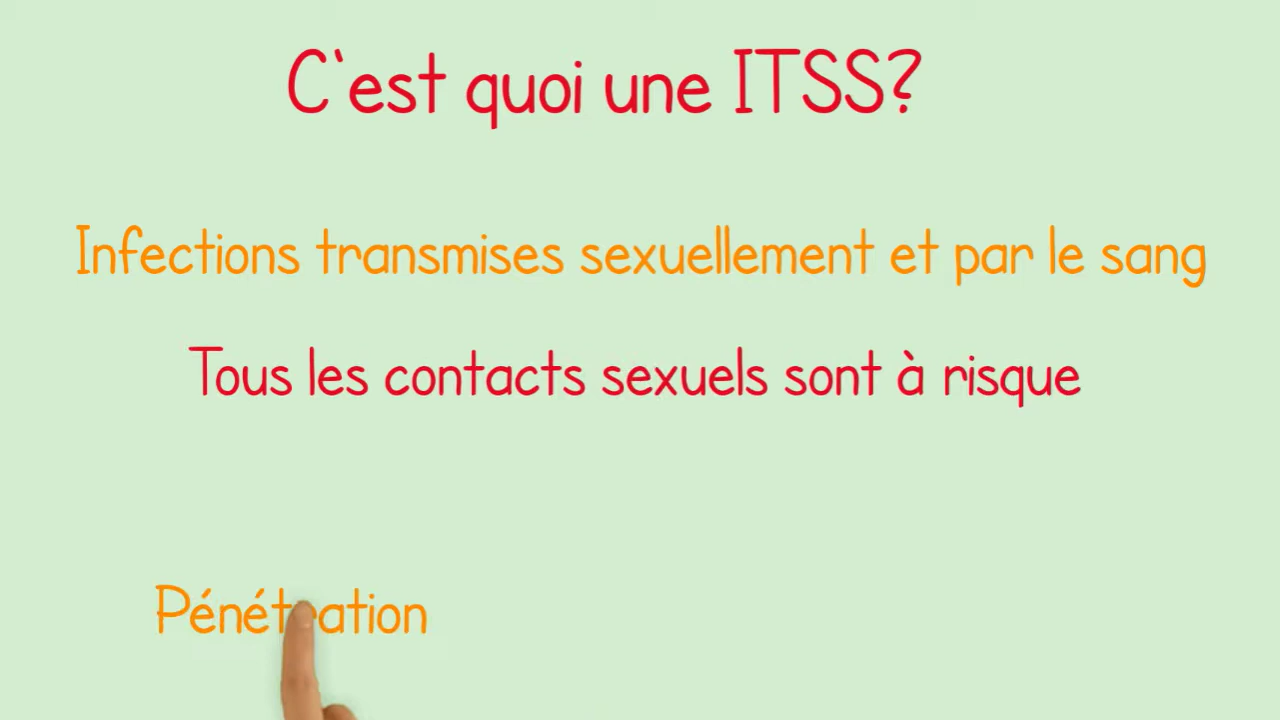 C'est quoi une ITSS?
Infections transmises sexuellement et par le sang
Tous les contacts sexuels sont à risque
Pénétration